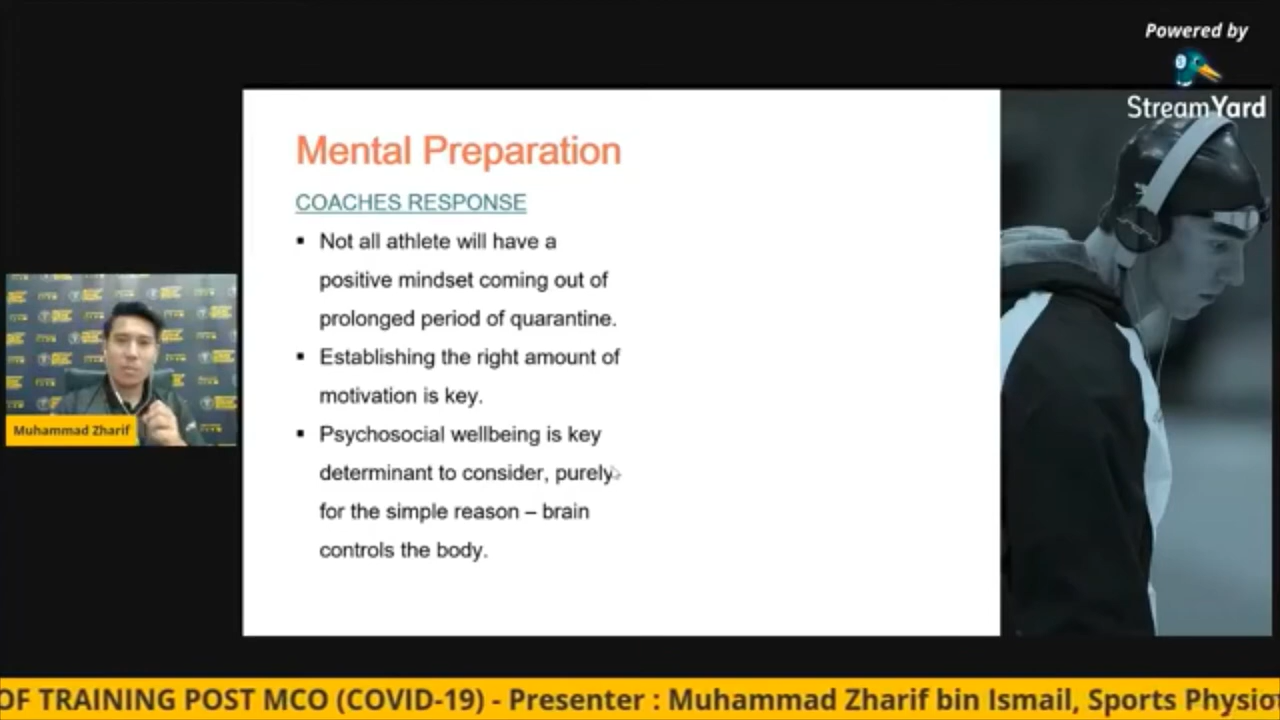 Powered by
StreamYard
Mental Preparation
COACHES RESPONSE
▪ Not all athlete will have a
positive mindset coming out of
prolonged period of quarantine.
▪ Establishing the right amount of
motivation is key.
▪ Psychosocial wellbeing is key
determinant to consider, purely
for the simple reason – brain
controls the body.
Muhammad Zharif
OF TRAINING POST MCO (COVID-19) - Presenter : Muhammad Zharif bin Ismail, Sports Physio